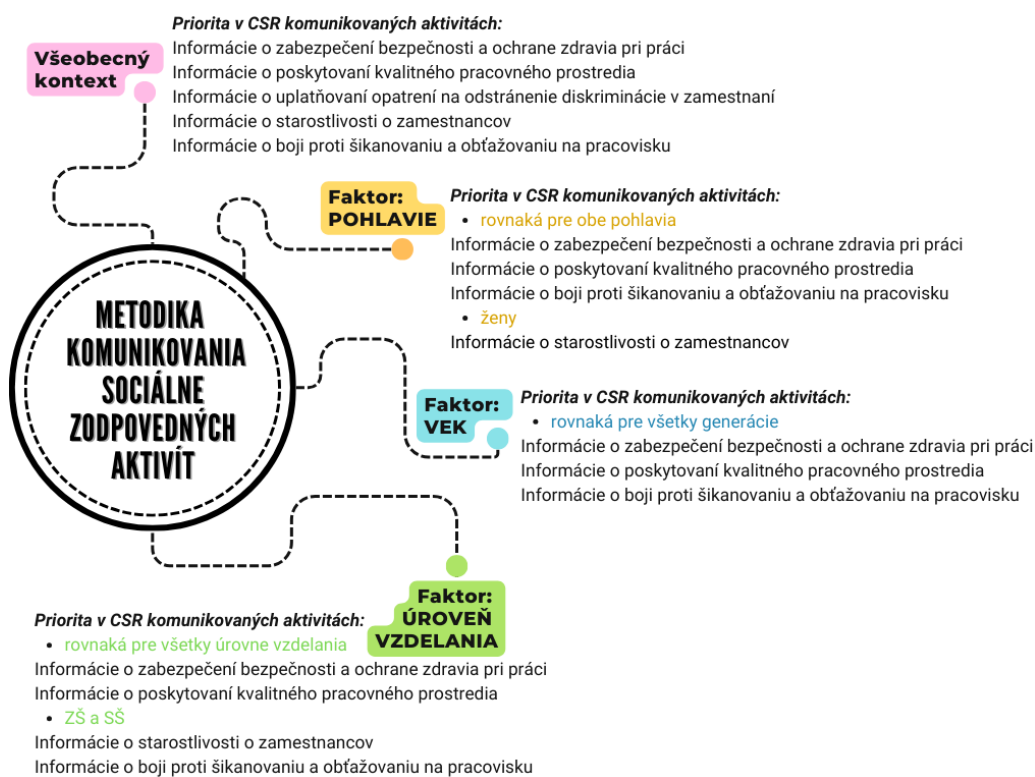 Všeobecný
kontext
Priorita v CSR komunikovaných aktivitách:
Informácie o zabezpečení bezpečnosti a ochrane zdravia pri práci
Informácie o poskytovaní kvalitného pracovného prostredia
Informácie o uplatňovaní opatrení na odstránenie diskriminácie v zamestnaní
Informácie o starostlivosti o zamestnancov
Informácie o boji proti šikanovaniu a obťažovaniu na pracovisku
Faktor:
POHLAVIE
Priorita v CSR komunikovaných aktivitách:
• rovnaká pre obe pohlavia
Informácie o zabezpečení bezpečnosti a ochrane zdravia pri práci
Informácie o poskytovaní kvalitného pracovného prostredia
Informácie o boji proti šikanovaniu a obťažovaniu na pracovisku
• ženy
Informácie o starostlivosti o zamestnancov
METODIKA
KOMUNIKOVANIA
SOCIÁLNE
ZODPOVEDNÝCH
AKTIVÍT
Faktor:
VEK
Priorita v CSR komunikovaných aktivitách:
• rovnaká pre všetky generácie
Informácie o zabezpečení bezpečnosti a ochrane zdravia pri práci
Informácie o poskytovaní kvalitného pracovného prostredia
Informácie o boji proti šikanovaniu a obťažovaniu na pracovisku
Faktor:
ÚROVEŇ
VZDELANIA
Priorita v CSR komunikovaných aktivitách:
• rovnaká pre všetky úrovne vzdelania
Informácie o zabezpečení bezpečnosti a ochrane zdravia pri práci
Informácie o poskytovaní kvalitného pracovného prostredia
• ZŠ a SŠ
Informácie o starostlivosti o zamestnancov
Informácie o boji proti šikanovaniu a obťažovaniu na pracovisku